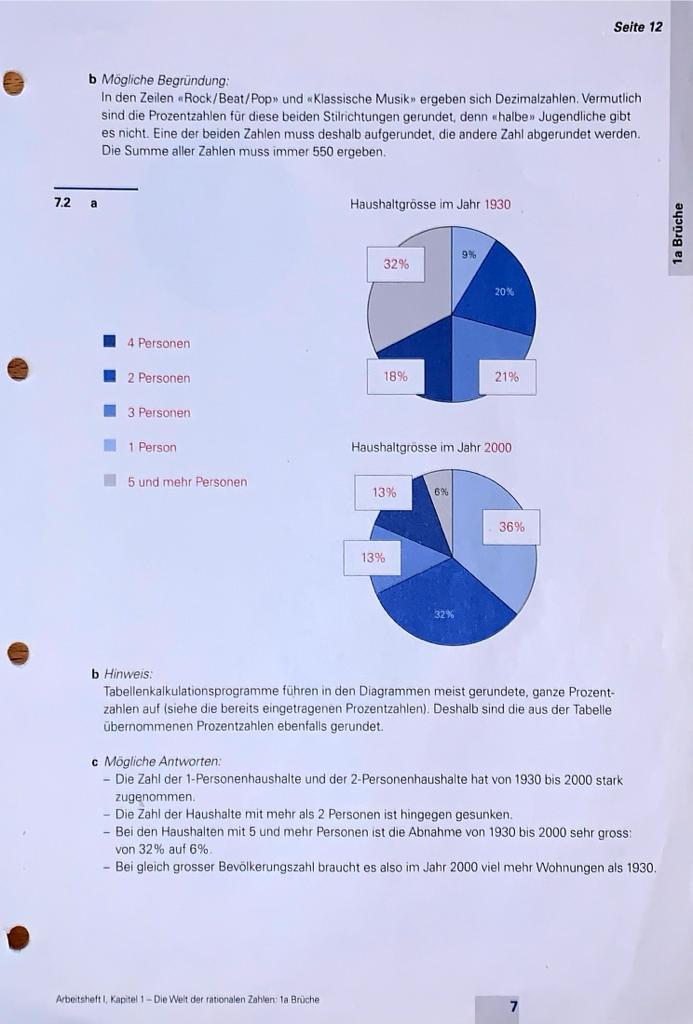 Seite 12
b Mögliche Begründung:
In den Zeilen «Rock/Beat/Pop» und «Klassische Musik» ergeben sich Dezimalzahlen. Vermutlich
sind die Prozentzahlen für diese beiden Stilrichtungen gerundet, denn «halbe» Jugendliche gibt
es nicht. Eine der beiden Zahlen muss deshalb aufgerundet, die andere Zahl abgerundet werden.
Die Summe aller Zahlen muss immer 550 ergeben.
1a Brüche
7.2 a
Haushaltgrösse im Jahr 1930
32%
9%
20%
18%
21%
4 Personen
2 Personen
3 Personen
1 Person
5 und mehr Personen
Haushaltgrösse im Jahr 2000
13%
6%
36%
13%
32%
b Hinweis:
Tabellenkalkulationsprogramme führen in den Diagrammen meist gerundete, ganze Prozent-
zahlen auf (siehe die bereits eingetragenen Prozentzahlen). Deshalb sind die aus der Tabelle
übernommenen Prozentzahlen ebenfalls gerundet.
c Mögliche Antworten:
– Die Zahl der 1-Personenhaushalte und der 2-Personenhaushalte hat von 1930 bis 2000 stark
zugenommen.
– Die Zahl der Haushalte mit mehr als 2 Personen ist hingegen gesunken.
– Bei den Haushalten mit 5 und mehr Personen ist die Abnahme von 1930 bis 2000 sehr gross:
von 32% auf 6%.
– Bei gleich grosser Bevölkerungszahl braucht es also im Jahr 2000 viel mehr Wohnungen als 1930.
Arbeitsheft I, Kapitel 1 – Die Welt der rationalen Zahlen: 1a Brüche
7